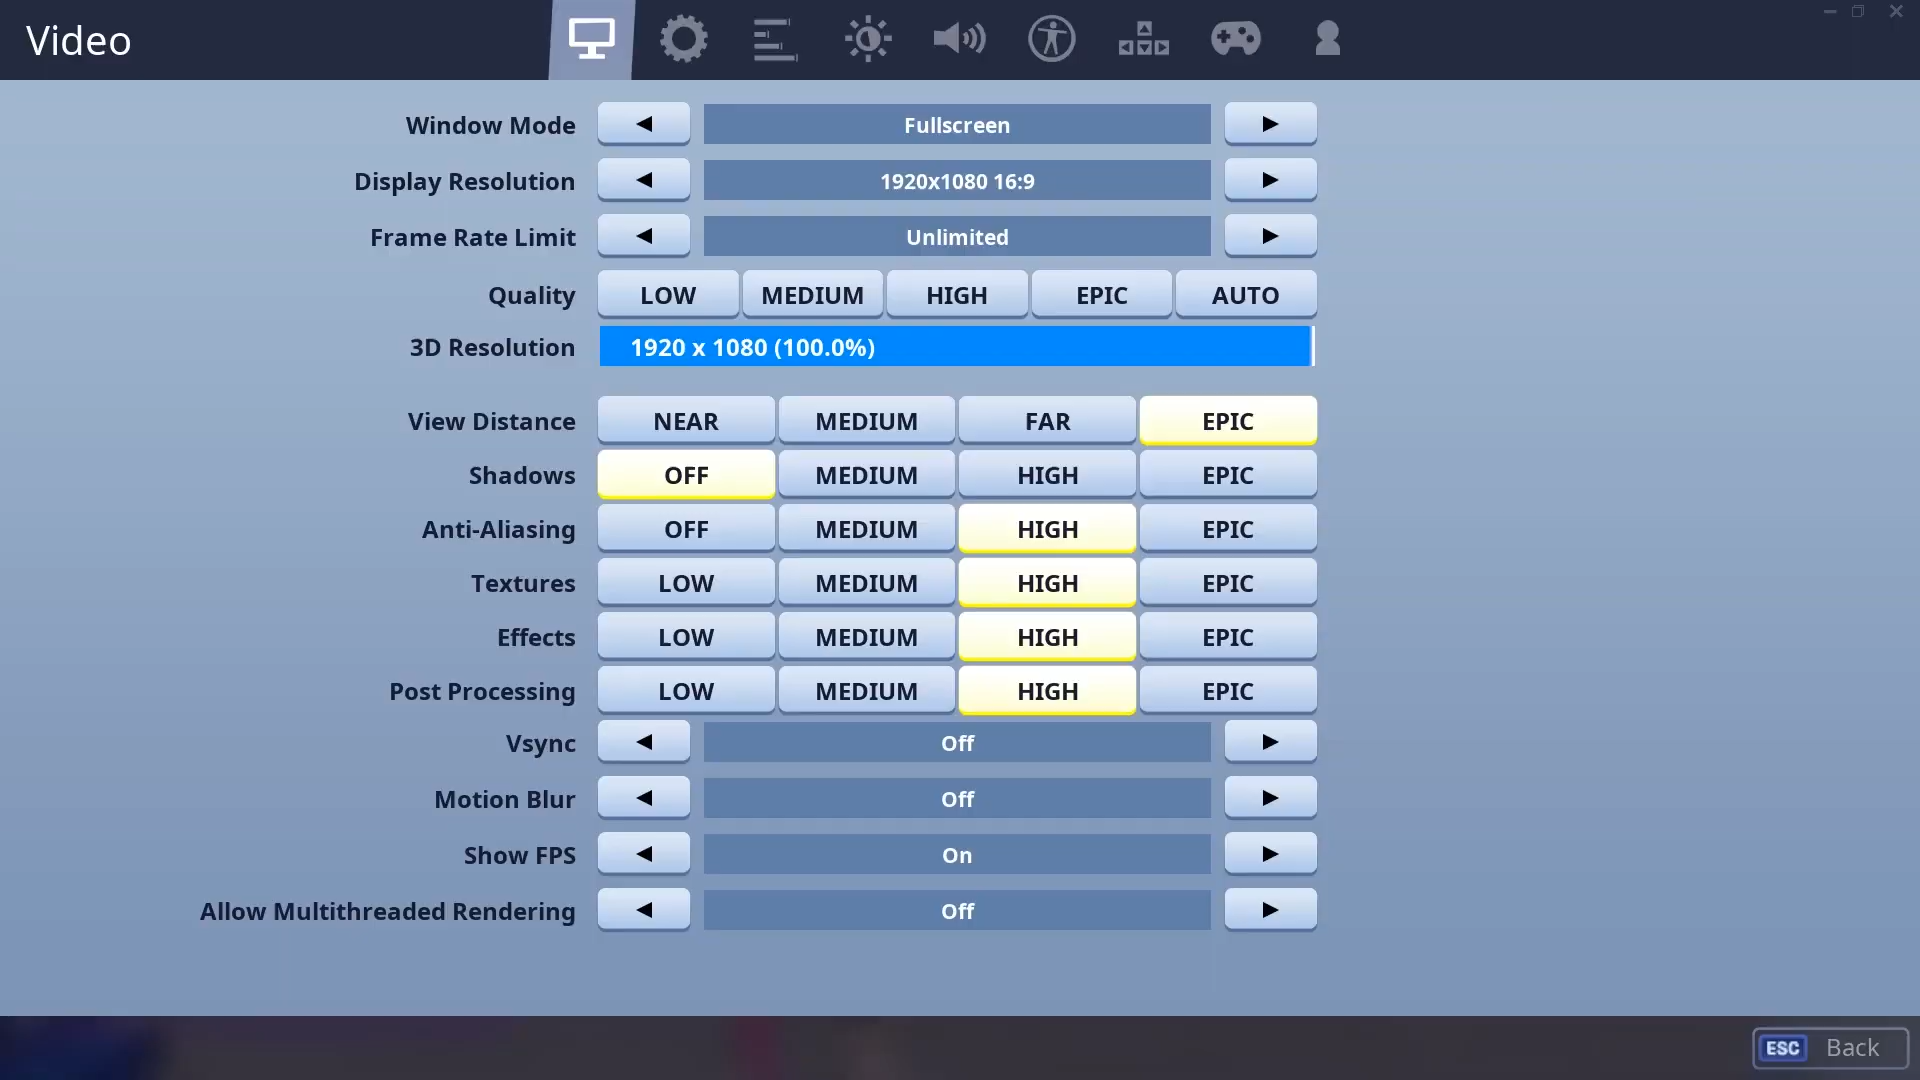 Video
Window Mode Fullscreen
Display Resolution 1920x1080 16:9
Frame Rate Limit Unlimited
Quality LOW MEDIUM HIGH EPIC AUTO
3D Resolution 1920 x 1080 (100.0%)
View Distance NEAR MEDIUM FAR EPIC
Shadows OFF MEDIUM HIGH EPIC
Anti-Aliasing OFF MEDIUM HIGH EPIC
Textures LOW MEDIUM HIGH EPIC
Effects LOW MEDIUM HIGH EPIC
Post Processing LOW MEDIUM HIGH EPIC
Vsync Off
Motion Blur Off
Show FPS On
Allow Multithreaded Rendering Off
ESC Back